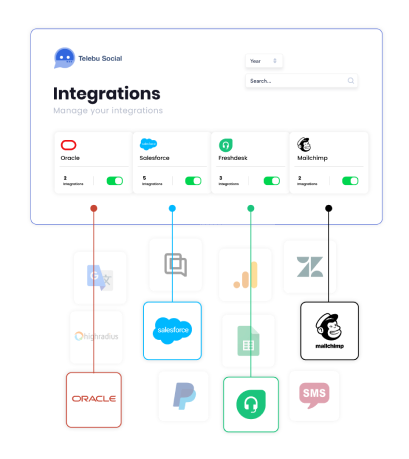 Telebu Social
Year
Search...
Integrations
Manage your integrations
salesforce
Oracle
Salesforce
Freshdesk
Mailchimp
2
5
3
2
Integrations
Integrations
Integrations
Integrations
G
文
highradius
salesforce
mailchimp
ORACLE
SMS